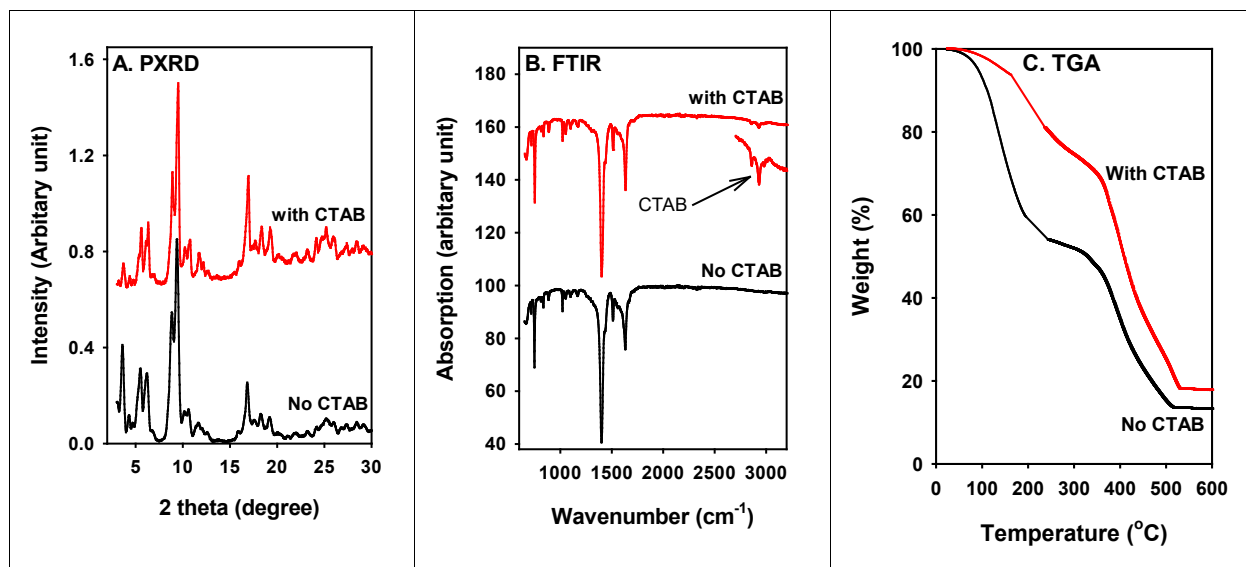 A. PXRD
1.6
1.2
0.8
0.4
0.0
with CTAB
No CTAB
5 10 15 20 25 30
2 theta (degree)
Intensity (Arbitary unit)
B. FTIR
180
160
140
120
100
80
60
40
with CTAB
CTAB
No CTAB
1000 2000 3000
Wavenumber (cm⁻¹)
Absorption (arbitary unit)
C. TGA
100
80
60
40
20
0
With CTAB
No CTAB
0 100 200 300 400 500 600
Temperature (°C)
Weight (%)